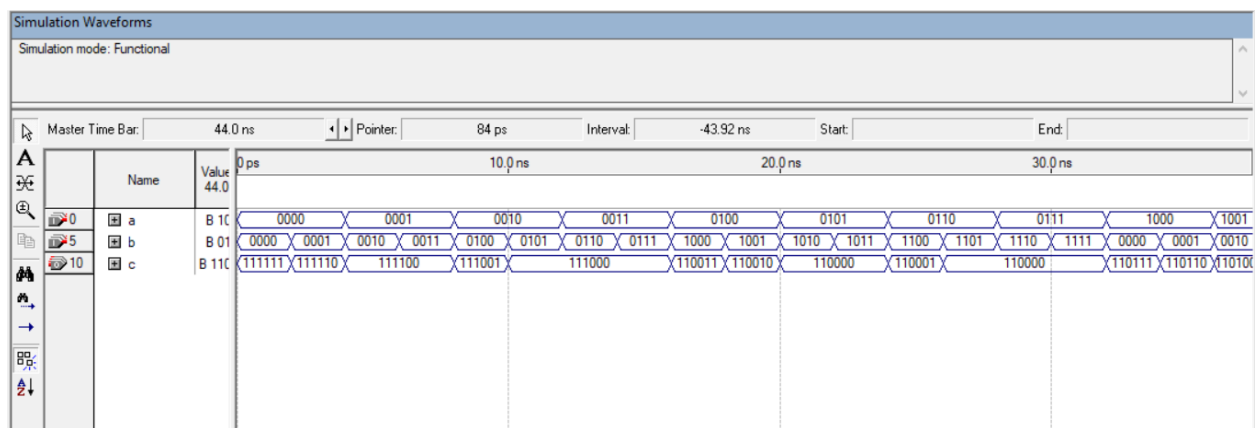 Simulation Waveforms
Simulation mode: Functional
Master Time Bar: 44.0 ns Pointer: 84 ps Interval: -43.92 ns Start: End:
Name Value 0 ps 10.0 ns 20.0 ns 30.0 ns
44.0
0 a B 10 0000 0001 0010 0011 0100 0101 0110 0111 1000 1001
5 b B 01 0000 0001 0010 0011 0100 0101 0110 0111 1000 1001 1010 1011 1100 1101 1110 1111 0000 0001 0010
10 c B 110 111111 111110 111100 111001 111000 110011 110010 110000 110001 110000 110111 110110 110100